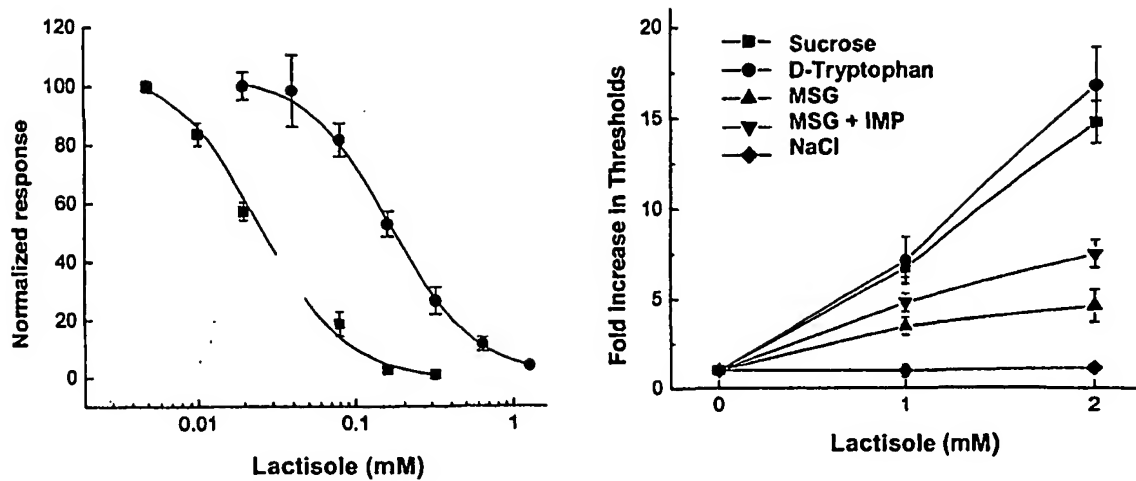 120
100
80
60
40
20
0
Normalized response
0.01
0.1
1
Lactisole (mM)
20
15
10
5
0
Fold Increase in Thresholds
Sucrose
D-Tryptophan
MSG
MSG + IMP
NaCl
0
1
2
Lactisole (mM)